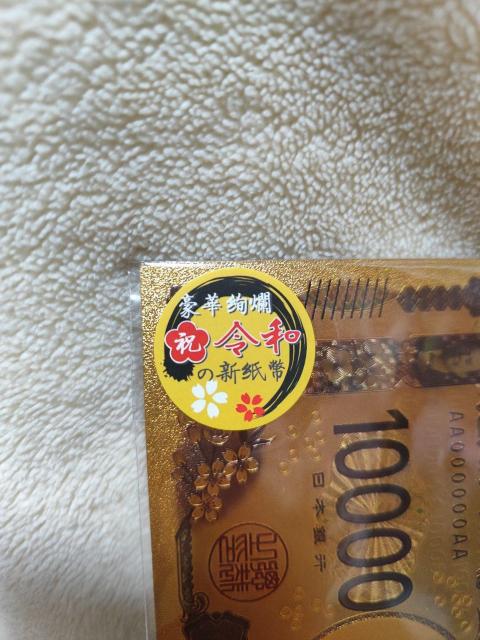 豪華絢爛
祝 令和
の新紙幣
10000
AA000000AA
日本銀行